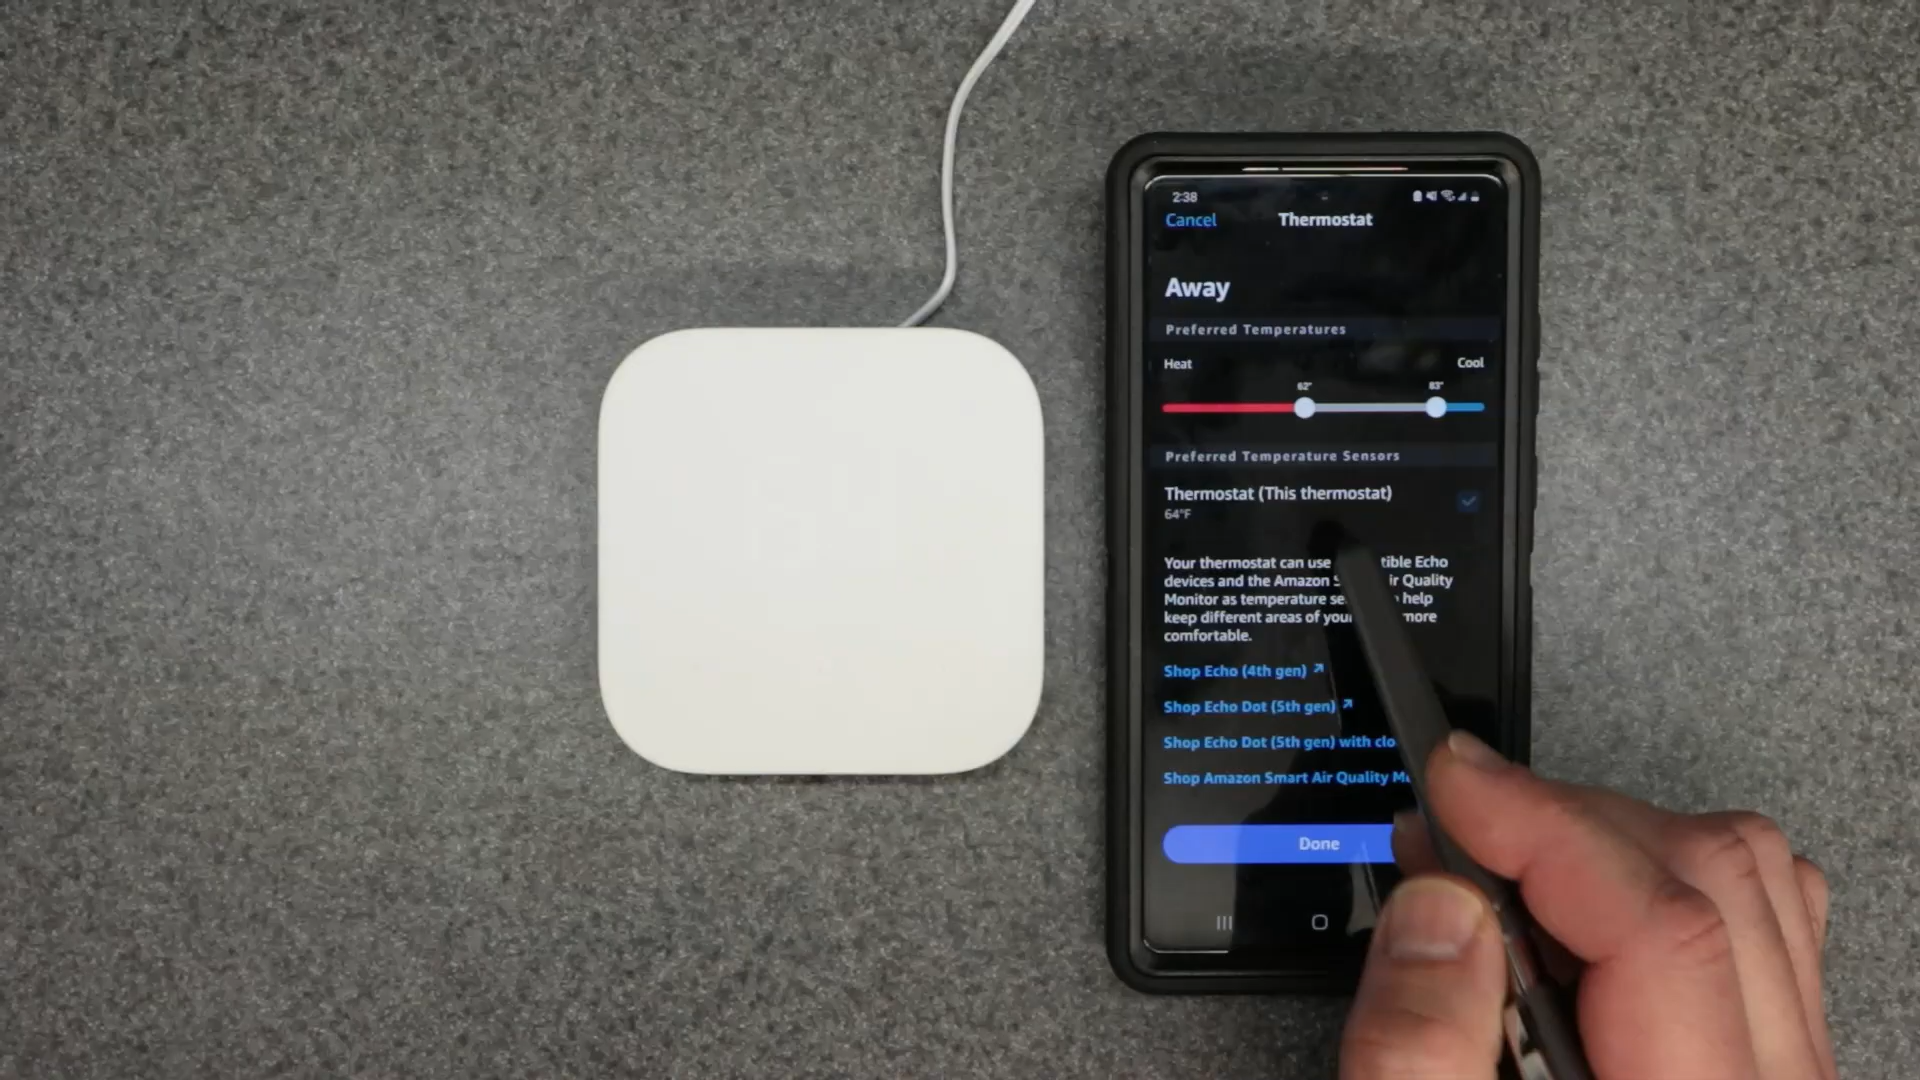 2:38
Cancel Thermostat
Away
Preferred Temperatures
Heat Cool
62° 83°
Preferred Temperature Sensors
Thermostat (This thermostat)
64°F
Your thermostat can use Echo
devices and the Amazon Quality
Monitor as temperature help
keep different areas of more
comfortable.
Shop Echo (4th gen)
Shop Echo Dot (5th gen)
Shop Echo Dot (5th gen) with
Shop Amazon Smart Air Quality
Done